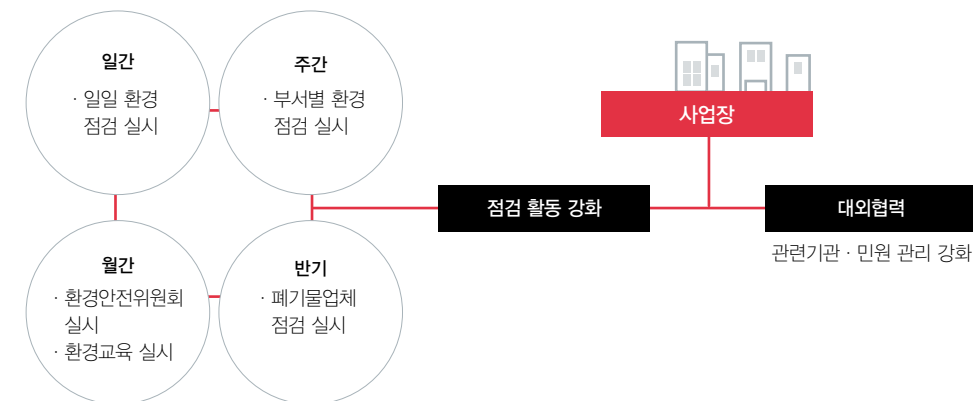 일간
· 일일 환경
점검 실시
주간
· 부서별 환경
점검 실시
월간
· 환경안전위원회
실시
· 환경교육 실시
반기
· 폐기물업체
점검 실시
점검 활동 강화
사업장
대외협력
관련기관 · 민원 관리 강화